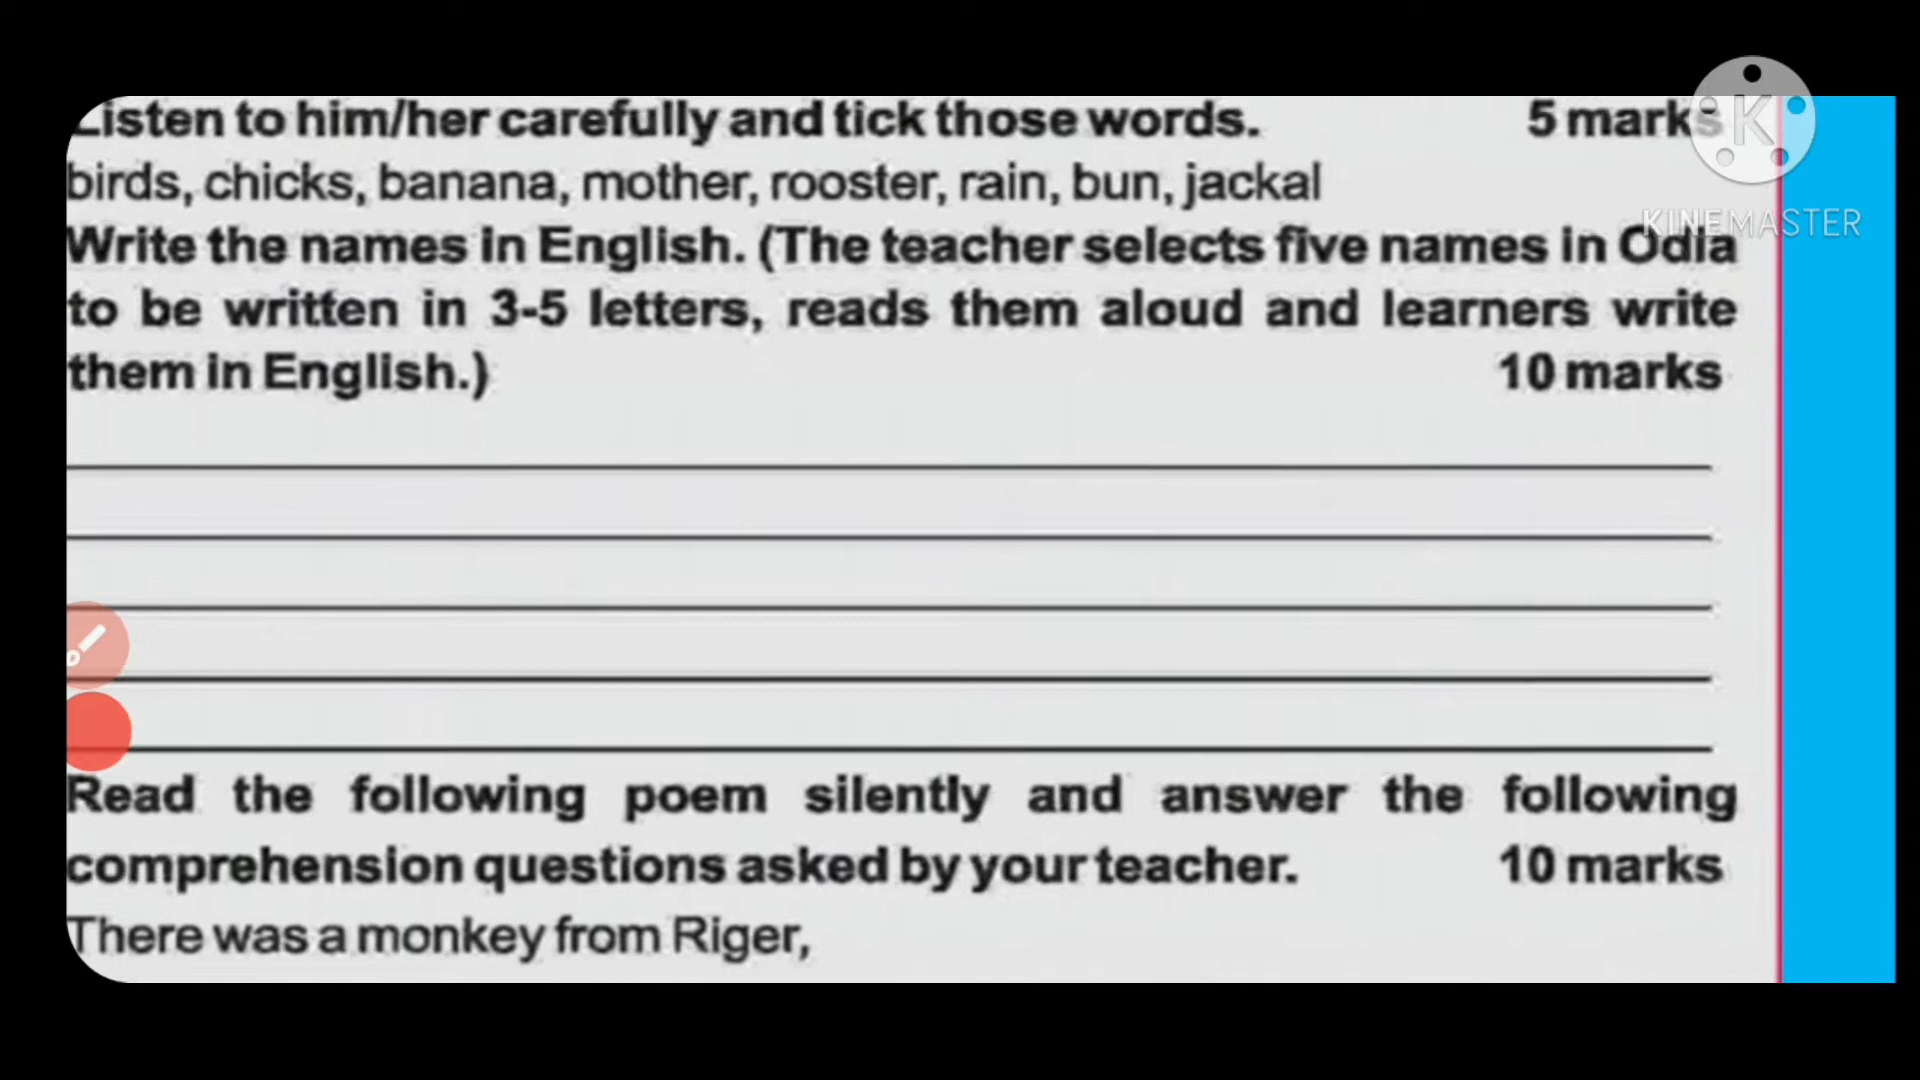 Listen to him/her carefully and tick those words. 5 marks
birds, chicks, banana, mother, rooster, rain, bun, jackal
KINEMASTER
Write the names in English. (The teacher selects five names in Odia
to be written in 3-5 letters, reads them aloud and learners write
them in English.) 10 marks
Read the following poem silently and answer the following
comprehension questions asked by your teacher. 10 marks
There was a monkey from Riger,